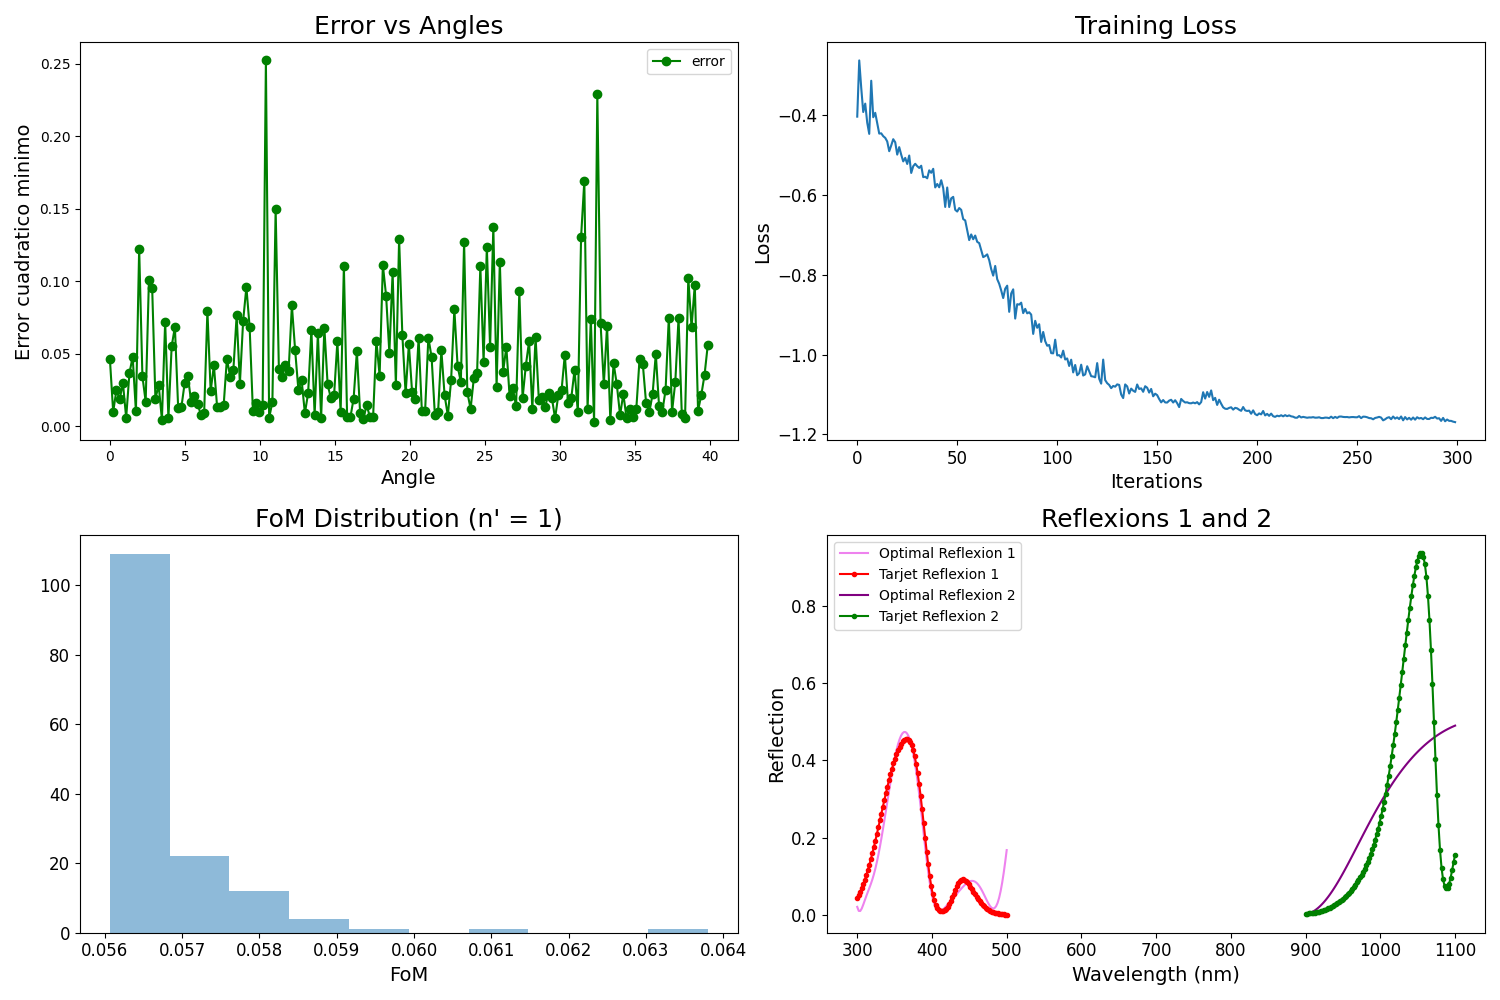 Error vs Angles
error
Error cuadratico minimo
0.25
0.20
0.15
0.10
0.05
0.00
0 5 10 15 20 25 30 35 40
Angle
Training Loss
Loss
−0.4
−0.6
−0.8
−1.0
−1.2
0 50 100 150 200 250 300
Iterations
FoM Distribution (n' = 1)
100
80
60
40
20
0
0.056 0.057 0.058 0.059 0.060 0.061 0.062 0.063 0.064
FoM
Reflexions 1 and 2
Optimal Reflexion 1
Tarjet Reflexion 1
Optimal Reflexion 2
Tarjet Reflexion 2
Reflection
0.8
0.6
0.4
0.2
0.0
300 400 500 600 700 800 900 1000 1100
Wavelength (nm)